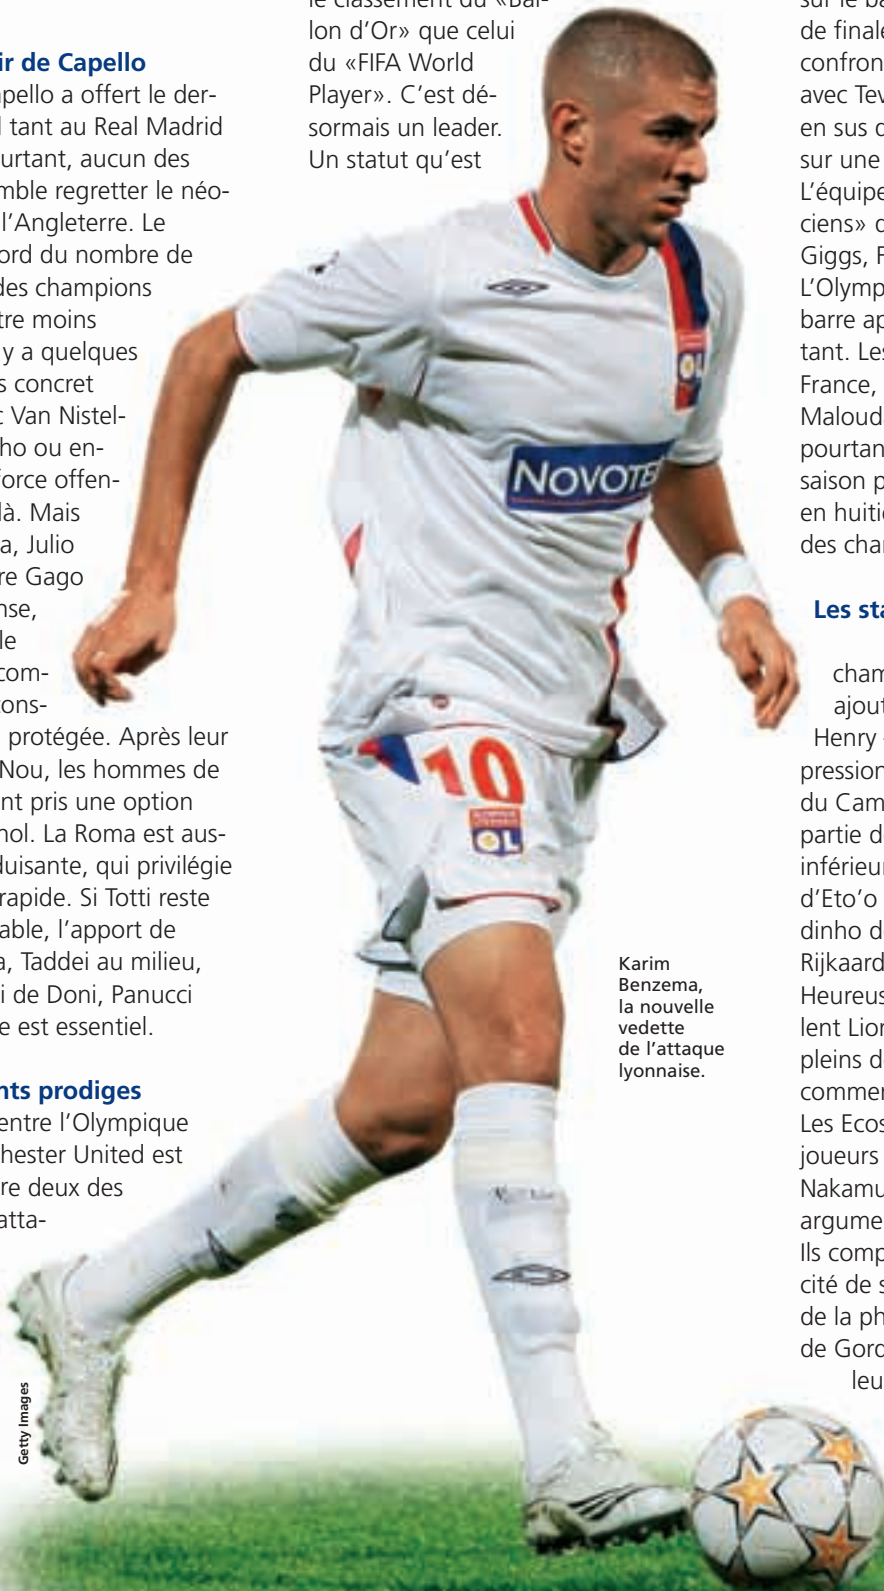 ir de Capello
pello a offert le der-
l tant au Real Madrid
urtant, aucun des
mble regretter le néo-
l’Angleterre. Le
ord du nombre de
des champions
tre moins
y a quelques
s concret
c Van Nistel-
ho ou en-
force offen-
là. Mais
a, Julio
re Gago
nse,
le
com-
ons-
protégée. Après leur
Nou, les hommes de
nt pris une option
nol. La Roma est aus-
duisante, qui privilégie
rapide. Si Totti reste
able, l’apport de
a, Taddei au milieu,
i de Doni, Panucci
e est essentiel.
nts prodiges
entre l’Olympique
hester United est
re deux des
atta-
le classement du «Bal-
lon d’Or» que celui
du «FIFA World
Player». C’est dé-
sormais un leader.
Un statut qu’est
NOVOTE
10
OL
OL
Karim
Benzema,
la nouvelle
vedette
de l’attaque
lyonnaise.
Getty Images
sur le ba
de finale
confron
avec Tev
en sus d
sur une
L’équipe
ciens» d
Giggs, F
L’Olymp
barre ap
tant. Les
France,
Maloud
pourtan
saison p
en huitiè
des char
Les sta
cham
ajout
Henry
pression
du Cam
partie de
inférieur
d’Eto’o
dinho de
Rijkaard
Heureus
lent Lion
pleins de
commer
Les Ecos
joueurs
Nakamu
argume
Ils comp
cité de s
de la ph
de Gord
leu